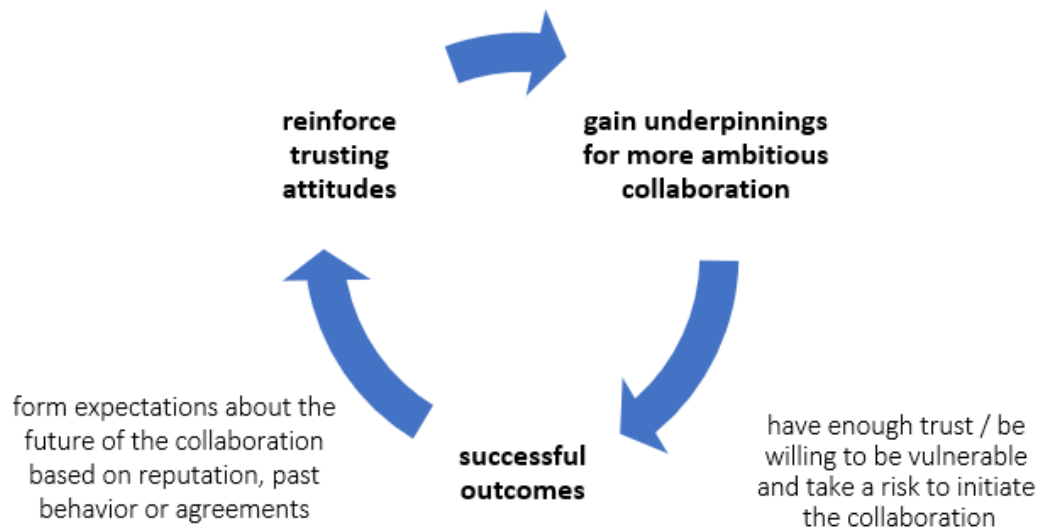 reinforce
trusting
attitudes
gain underpinnings
for more ambitious
collaboration
form expectations about the
future of the collaboration
based on reputation, past
behavior or agreements
successful
outcomes
have enough trust / be
willing to be vulnerable
and take a risk to initiate
the collaboration